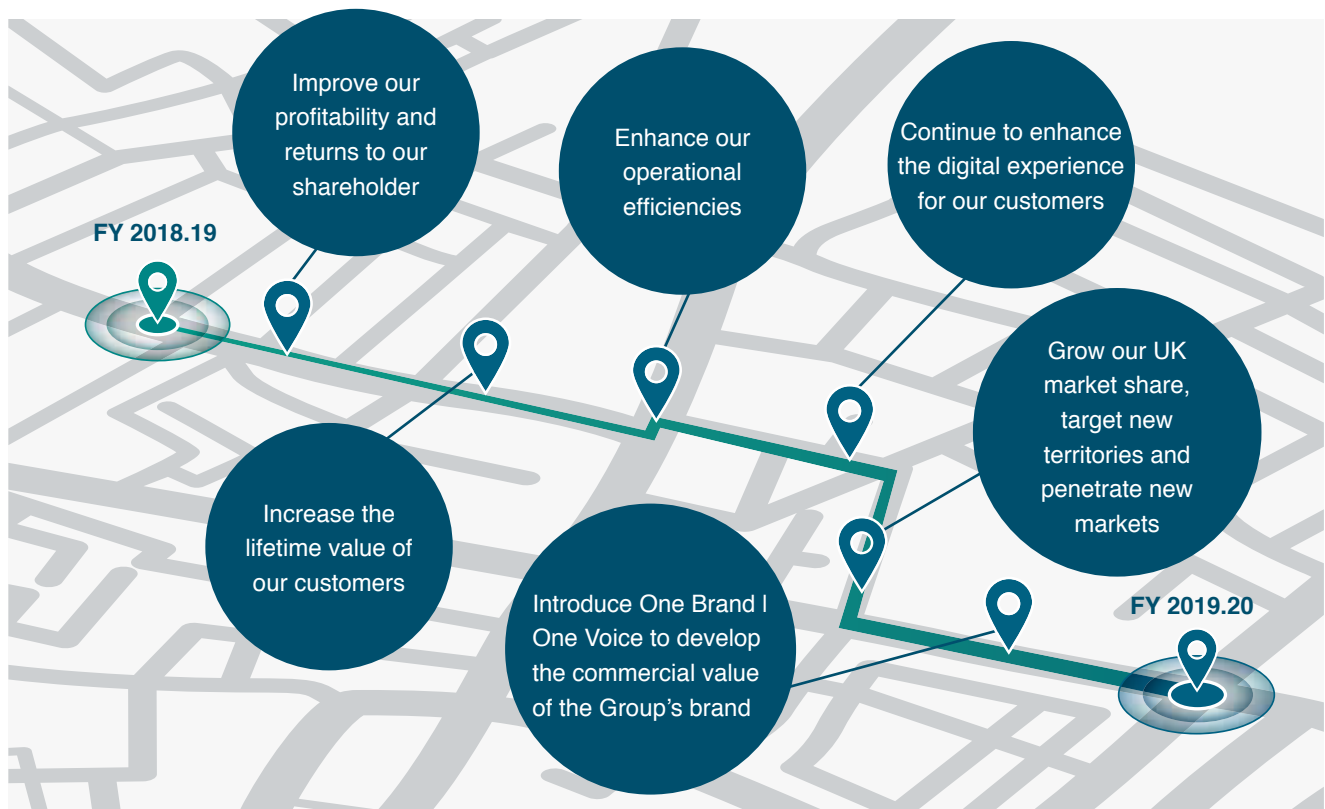 Improve our
profitability and
returns to our
shareholder
Enhance our
operational
efficiencies
Continue to enhance
the digital experience
for our customers
FY 2018.19
Grow our UK
market share,
target new
territories and
penetrate new
markets
Increase the
lifetime value of
our customers
Introduce One Brand |
One Voice to develop
the commercial value
of the Group’s brand
FY 2019.20